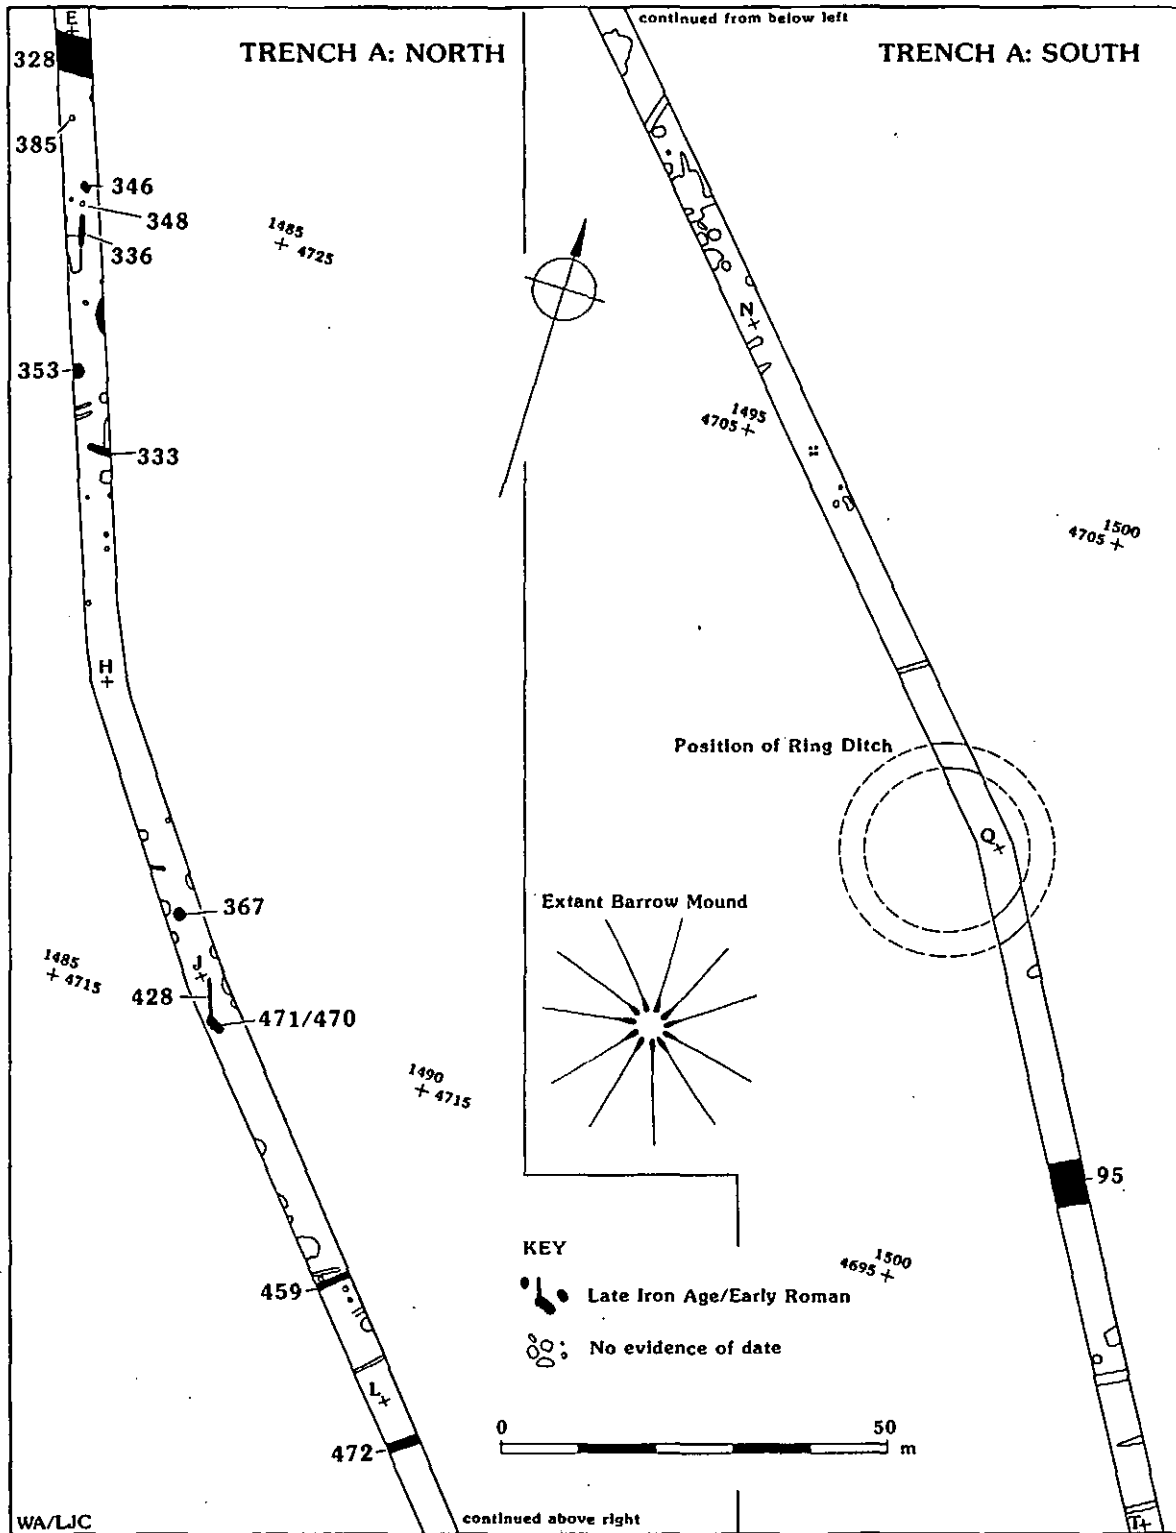 E
continued from below left
TRENCH A: NORTH
TRENCH A: SOUTH
328
385
346
348
336
1485
4725
N
353
1495
4705
333
1500
4705
H
Position of Ring Ditch
Q
Extant Barrow Mound
367
J
1485
4715
428
471/470
1490
4715
95
KEY
1500
4695
459
Late Iron Age/Early Roman
No evidence of date
L
0
50
m
472
WA/LJC
continued above right
T